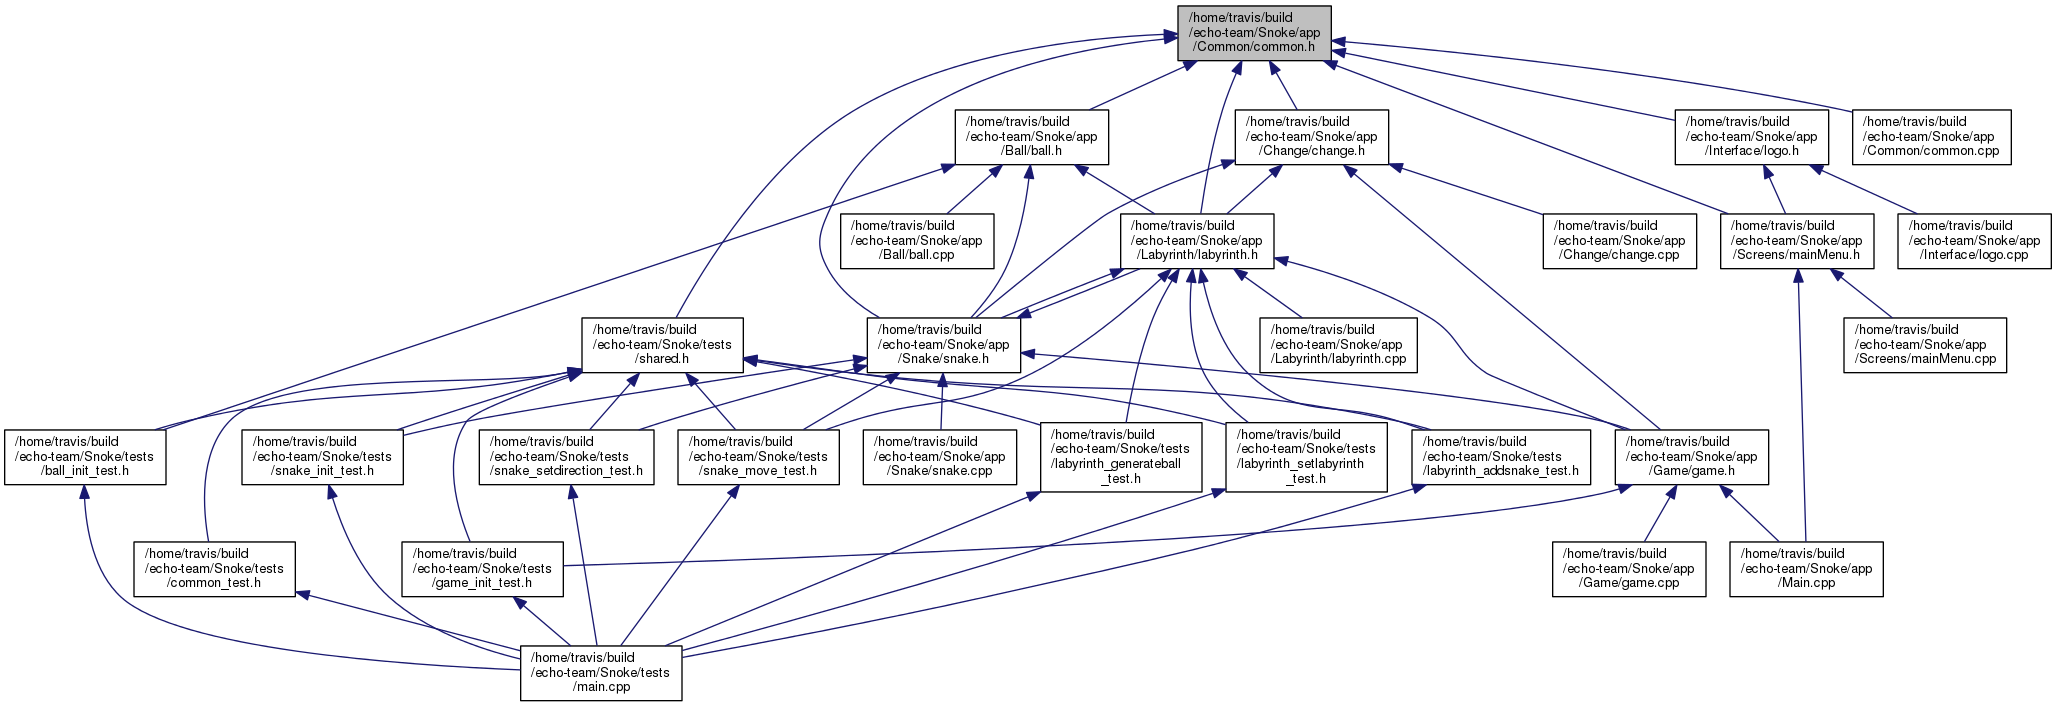 /home/travis/build
/echo-team/Snoke/app
/Common/common.h
/home/travis/build
/echo-team/Snoke/app
/Ball/ball.h
/home/travis/build
/echo-team/Snoke/app
/Change/change.h
/home/travis/build
/echo-team/Snoke/app
/Interface/logo.h
/home/travis/build
/echo-team/Snoke/app
/Common/common.cpp
/home/travis/build
/echo-team/Snoke/app
/Ball/ball.cpp
/home/travis/build
/echo-team/Snoke/app
/Labyrinth/labyrinth.h
/home/travis/build
/echo-team/Snoke/app
/Change/change.cpp
/home/travis/build
/echo-team/Snoke/app
/Screens/mainMenu.h
/home/travis/build
/echo-team/Snoke/app
/Interface/logo.cpp
/home/travis/build
/echo-team/Snoke/tests
/shared.h
/home/travis/build
/echo-team/Snoke/app
/Snake/snake.h
/home/travis/build
/echo-team/Snoke/app
/Labyrinth/labyrinth.cpp
/home/travis/build
/echo-team/Snoke/app
/Screens/mainMenu.cpp
/home/travis/build
/echo-team/Snoke/tests
/ball_init_test.h
/home/travis/build
/echo-team/Snoke/tests
/snake_init_test.h
/home/travis/build
/echo-team/Snoke/tests
/snake_setdirection_test.h
/home/travis/build
/echo-team/Snoke/tests
/snake_move_test.h
/home/travis/build
/echo-team/Snoke/app
/Snake/snake.cpp
/home/travis/build
/echo-team/Snoke/tests
/labyrinth_generateball
_test.h
/home/travis/build
/echo-team/Snoke/tests
/labyrinth_setlabyrinth
_test.h
/home/travis/build
/echo-team/Snoke/tests
/labyrinth_addsnake_test.h
/home/travis/build
/echo-team/Snoke/app
/Game/game.h
/home/travis/build
/echo-team/Snoke/tests
/common_test.h
/home/travis/build
/echo-team/Snoke/tests
/game_init_test.h
/home/travis/build
/echo-team/Snoke/app
/Game/game.cpp
/home/travis/build
/echo-team/Snoke/app
/Main.cpp
/home/travis/build
/echo-team/Snoke/tests
/main.cpp